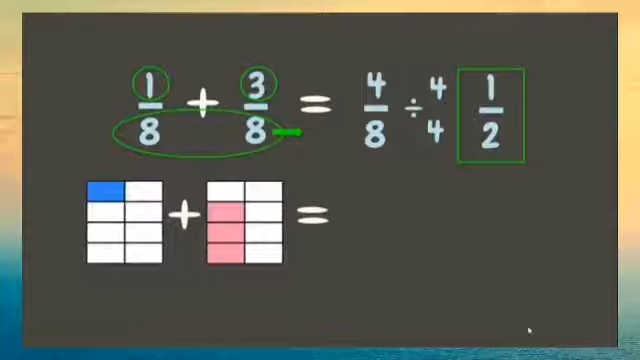 1/8 + 3/8 = 4/8 ÷ 4/4 1/2
+ =